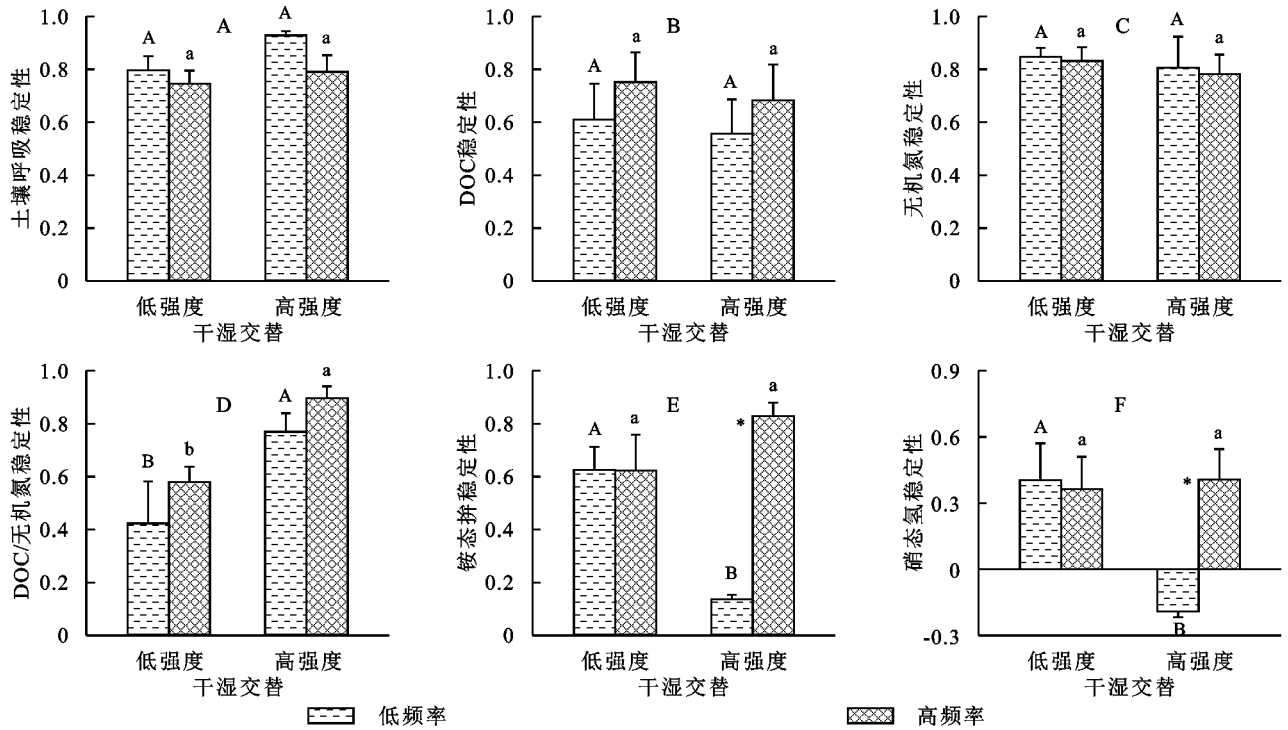 土壤呼吸稳定性
1.0
0.8
0.6
0.4
0.2
0
A
A
a
A
a
低强度 高强度
干湿交替
DOC稳定性
1.0
0.8
0.6
0.4
0.2
0
B
A
a
A
a
低强度 高强度
干湿交替
无机氮稳定性
1.0
0.8
0.6
0.4
0.2
0
C
A
a
A
a
低强度 高强度
干湿交替
DOC/无机氮稳定性
1.0
0.8
0.6
0.4
0.2
0
D
B
b
A
a
低强度 高强度
干湿交替
铵态拚稳定性
1.0
0.8
0.6
0.4
0.2
0
E
A
a
B
*
a
低强度 高强度
干湿交替
硝态氢稳定性
0.9
0.6
0.3
0
-0.3
F
A
a
B
*
a
低强度 高强度
干湿交替
低频率 高频率